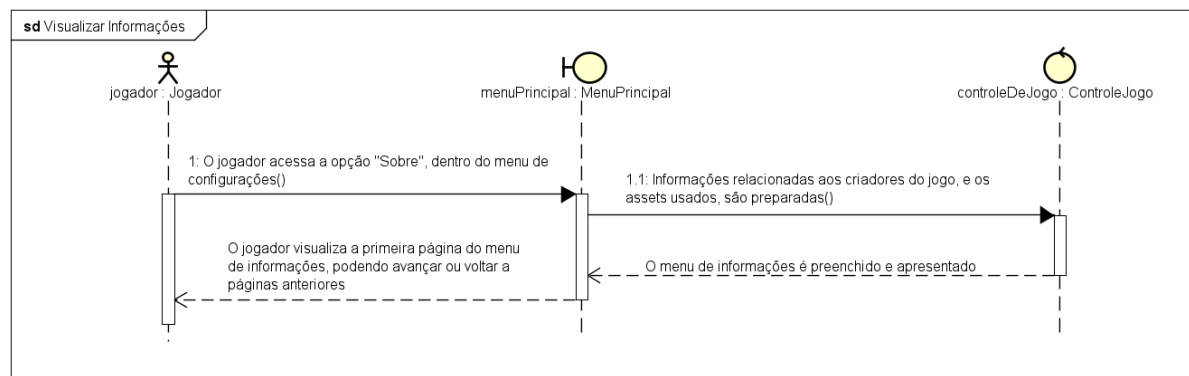 sd Visualizar Informações
jogador : Jogador
menuPrincipal : MenuPrincipal
controleDeJogo : ControleJogo
1: O jogador acessa a opção "Sobre", dentro do menu de
configurações()
1.1: Informações relacionadas aos criadores do jogo, e os
assets usados, são preparadas()
O jogador visualiza a primeira página do menu
de informações, podendo avançar ou voltar a
páginas anteriores
O menu de informações é preenchido e apresentado